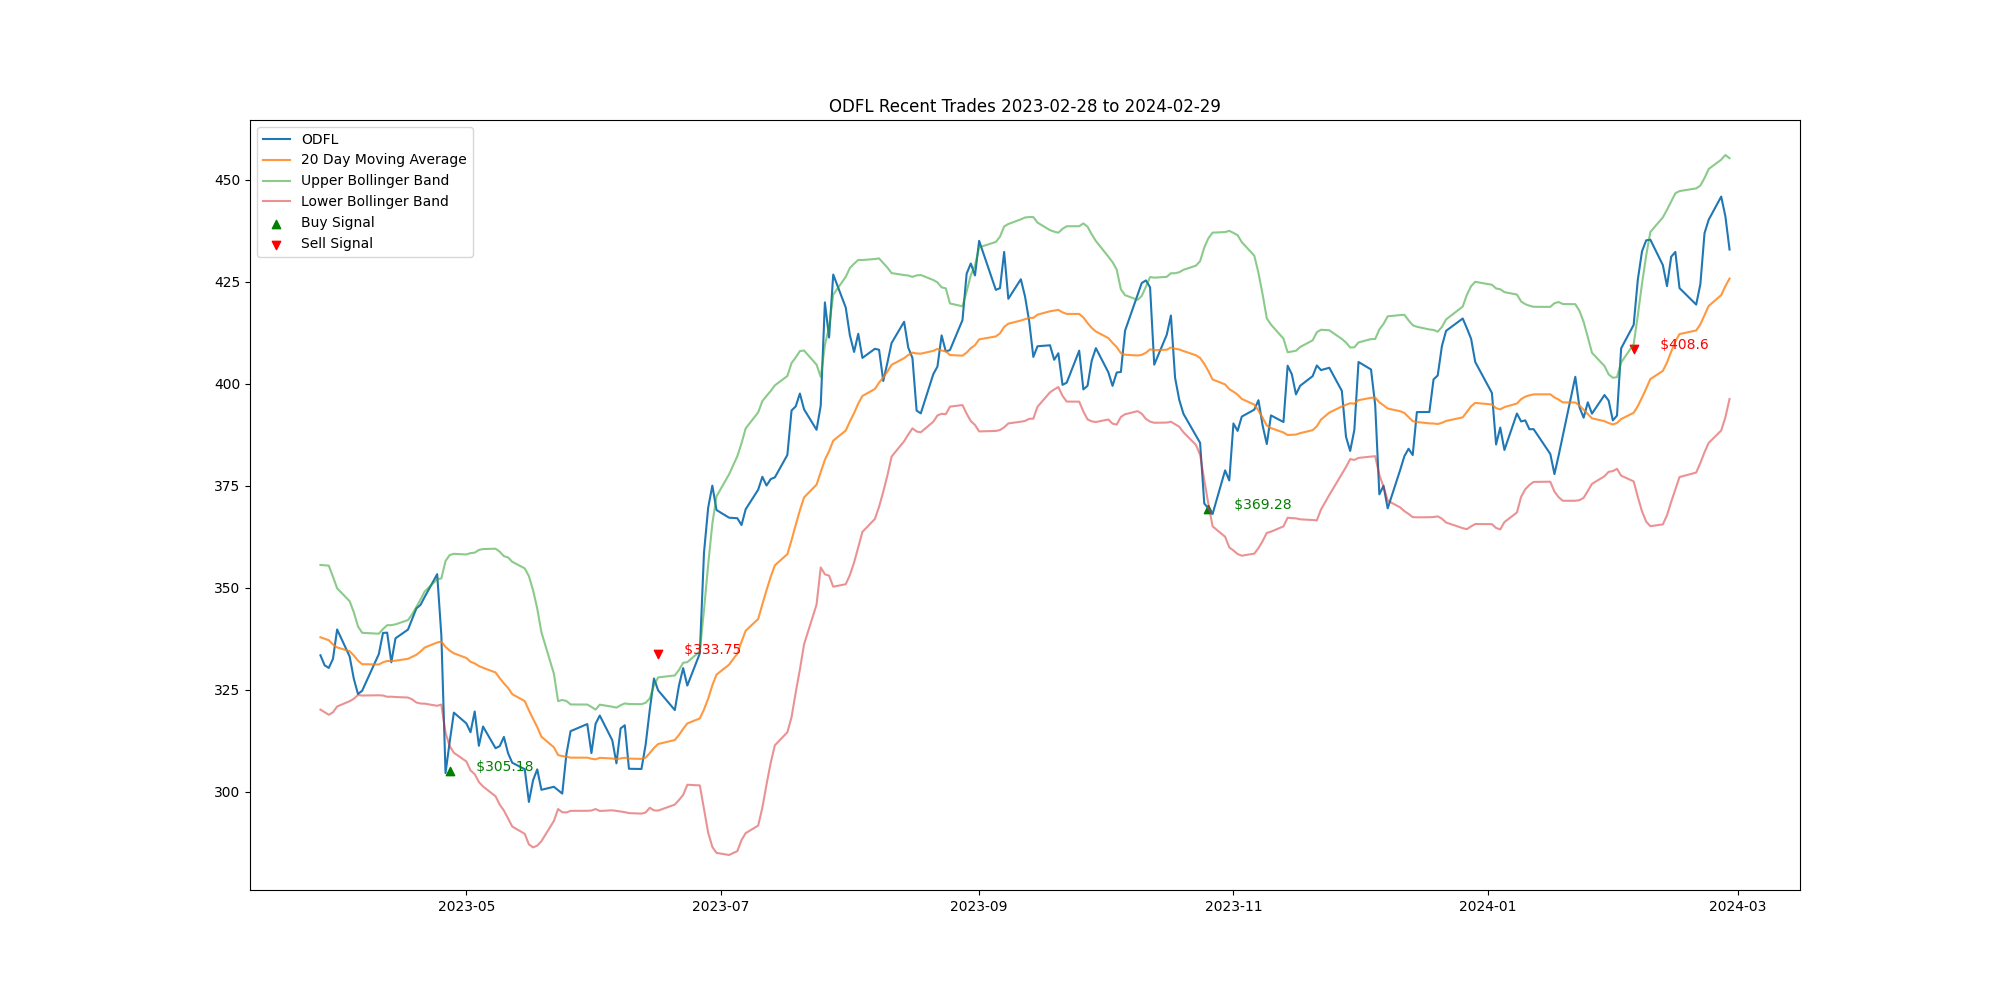 ODFL Recent Trades 2023-02-28 to 2024-02-29
ODFL
20 Day Moving Average
Upper Bollinger Band
Lower Bollinger Band
Buy Signal
Sell Signal
450
425
400
375
350
325
300
$408.6
$369.28
$333.75
$305.18
2023-05
2023-07
2023-09
2023-11
2024-01
2024-03